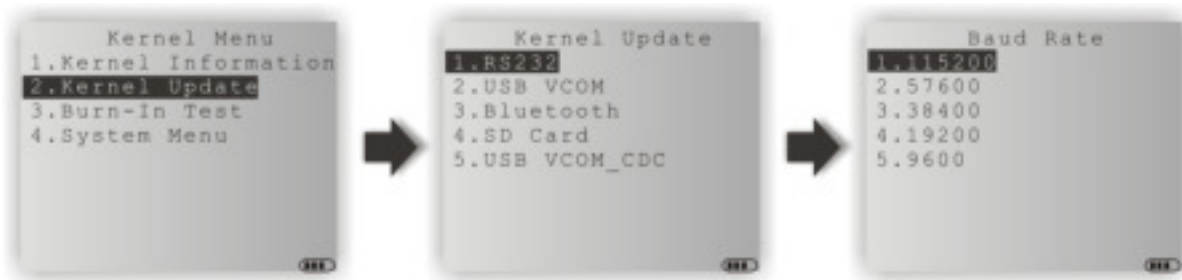 Kernel Menu
1.Kernel Information
2.Kernel Update
3.Burn-In Test
4.System Menu
Kernel Update
1.RS232
2.USB VCOM
3.Bluetooth
4.SD Card
5.USB VCOM_CDC
Baud Rate
1.115200
2.57600
3.38400
4.19200
5.9600